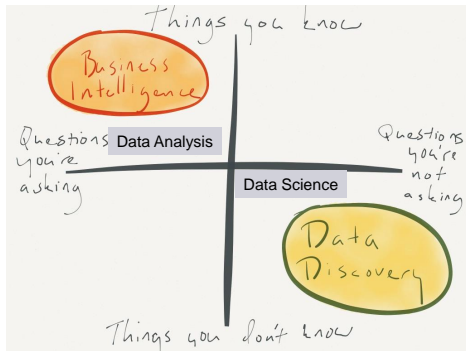 Things you know
Business
Intelligence
Questions
you're
asking
Data Analysis
Questions
you're
not
asking
Data Science
Data
Discovery
Things you don't know